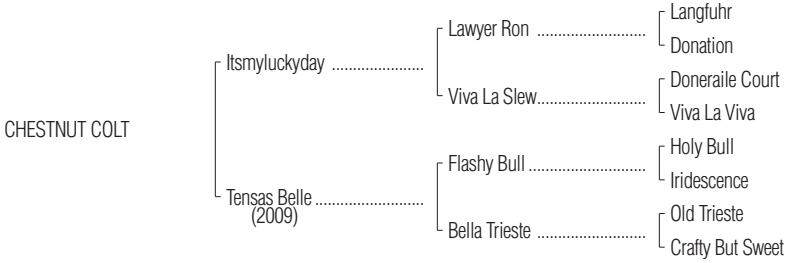 Langfuhr
Lawyer Ron ........................
Donation
Itsmyluckyday ......................
Doneraile Court
Viva La Slew........................
Viva La Viva
CHESTNUT COLT
Holy Bull
Flashy Bull ..........................
Iridescence
Tensas Belle ........................
(2009)
Old Trieste
Bella Trieste ........................
Crafty But Sweet